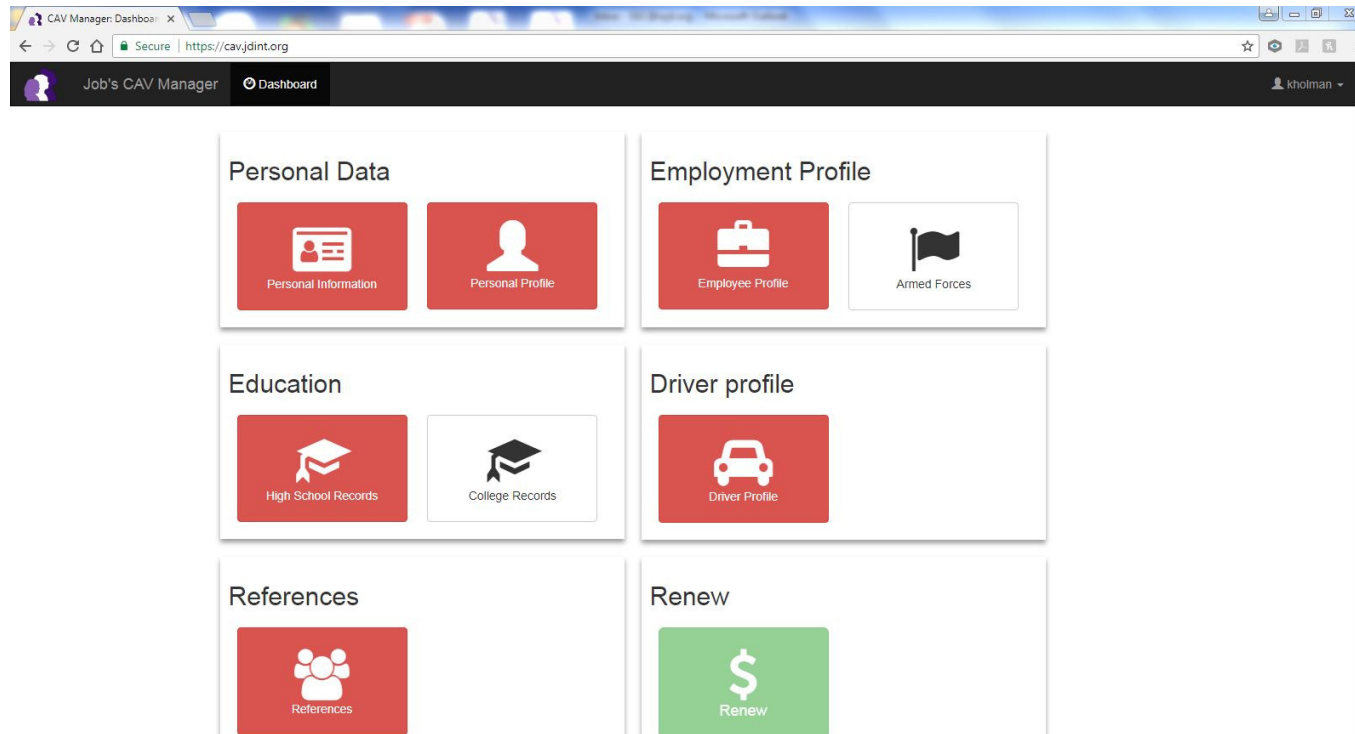 CAV Manager: Dashboar
Secure | https://cav.jdint.org
Job's CAV Manager
Dashboard
kholman
Personal Data
Personal Information
Personal Profile
Employment Profile
Employee Profile
Armed Forces
Education
High School Records
College Records
Driver profile
Driver Profile
References
References
Renew
$
Renew